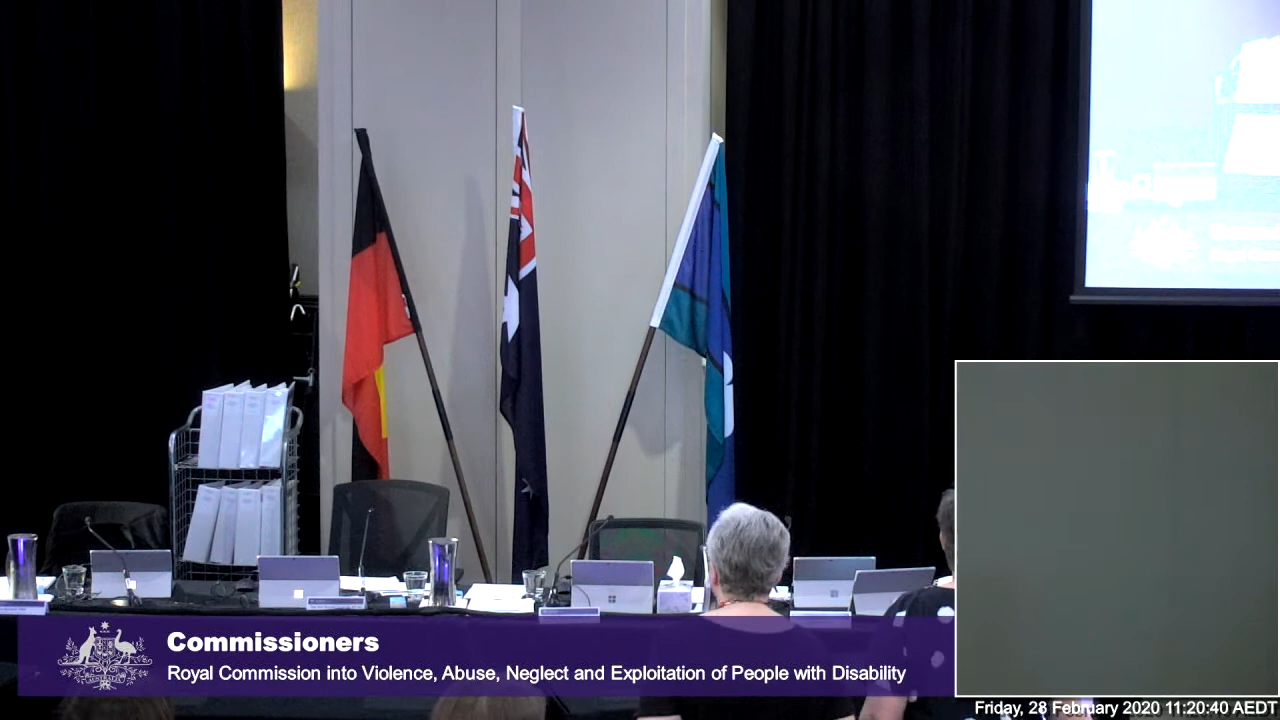 Commissioners
Royal Commission into Violence, Abuse, Neglect and Exploitation of People with Disability
Friday, 28 February 2020 11:20:40 AEDT